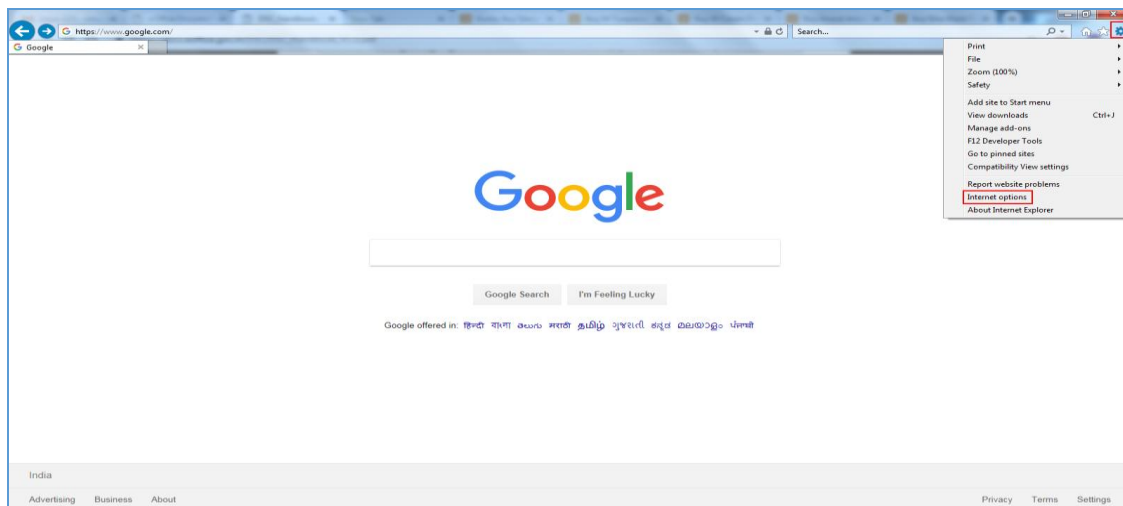 https://www.google.com/
Search...
Google
Print
File
Zoom (100%)
Safety
Add site to Start menu
View downloads Ctrl+J
Manage add-ons
F12 Developer Tools
Go to pinned sites
Compatibility View settings
Report website problems
Internet options
About Internet Explorer
Google
Google Search I'm Feeling Lucky
Google offered in: हिन्दी বাংলা తెలుగు मराठी தமிழ் ગુજરાતી ಕನ್ನಡ മലയാളം ਪੰਜਾਬੀ
India
Advertising Business About Privacy Terms Settings